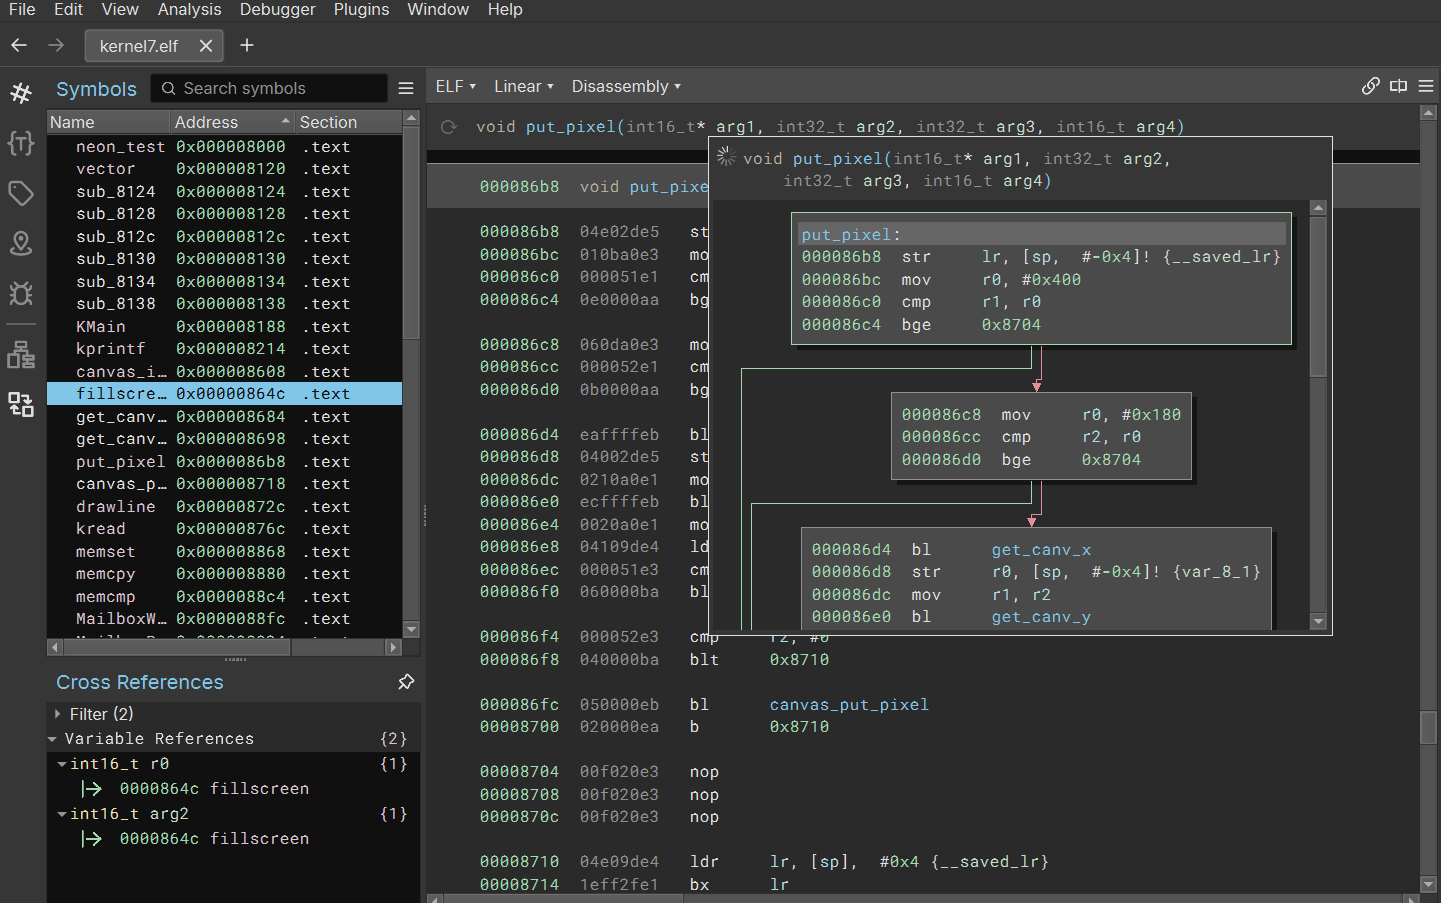 File Edit View Analysis Debugger Plugins Window Help
kernel7.elf
Symbols Search symbols
ELF Linear Disassembly
Name Address Section
neon_test 0x000008000 .text
vector 0x000008120 .text
sub_8124 0x000008124 .text
sub_8128 0x000008128 .text
sub_812c 0x00000812c .text
sub_8130 0x000008130 .text
sub_8134 0x000008134 .text
sub_8138 0x000008138 .text
KMain 0x000008188 .text
kprintf 0x000008214 .text
canvas_i… 0x000008608 .text
fillscre… 0x00000864c .text
get_canv… 0x000008684 .text
get_canv… 0x000008698 .text
put_pixel 0x0000086b8 .text
canvas_p… 0x000008718 .text
drawline 0x00000872c .text
kread 0x00000876c .text
memset 0x000008868 .text
memcpy 0x000008880 .text
memcmp 0x0000088c4 .text
MailboxW… 0x0000088fc .text
Cross References
Filter (2)
Variable References {2}
int16_t r0 {1}
0000864c fillscreen
int16_t arg2 {1}
0000864c fillscreen
void put_pixel(int16_t* arg1, int32_t arg2, int32_t arg3, int16_t arg4)
000086b8 void put_pixe
000086b8 04e02de5 st
000086bc 010ba0e3 mo
000086c0 000051e1 cm
000086c4 0e0000aa bg
000086c8 060da0e3 mo
000086cc 000052e1 cm
000086d0 0b0000aa bg
000086d4 eaffffeb bl
000086d8 04002de5 st
000086dc 0210a0e1 mo
000086e0 ecffffeb bl
000086e4 0020a0e1 mo
000086e8 04109de4 ld
000086ec 000051e3 cm
000086f0 060000ba bl
000086f4 000052e3 cmp r2, #0
000086f8 040000ba blt 0x8710
000086fc 050000eb bl canvas_put_pixel
00008700 020000ea b 0x8710
00008704 00f020e3 nop
00008708 00f020e3 nop
0000870c 00f020e3 nop
00008710 04e09de4 ldr lr, [sp], #0x4 {__saved_lr}
00008714 1eff2fe1 bx lr
void put_pixel(int16_t* arg1, int32_t arg2,
int32_t arg3, int16_t arg4)
put_pixel:
000086b8 str lr, [sp, #-0x4]! {__saved_lr}
000086bc mov r0, #0x400
000086c0 cmp r1, r0
000086c4 bge 0x8704
000086c8 mov r0, #0x180
000086cc cmp r2, r0
000086d0 bge 0x8704
000086d4 bl get_canv_x
000086d8 str r0, [sp, #-0x4]! {var_8_1}
000086dc mov r1, r2
000086e0 bl get_canv_y